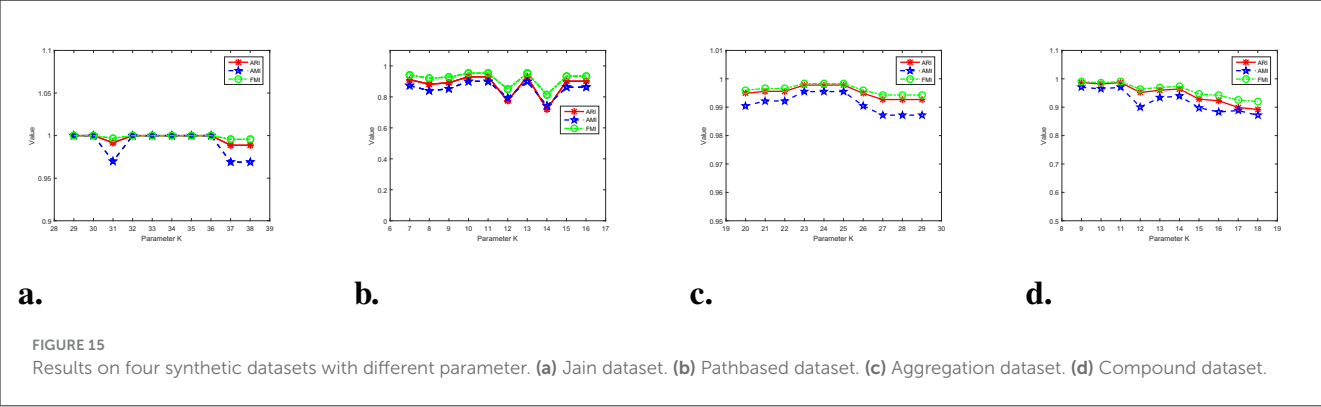 1.1
1.05
1
0.95
0.9
Value
28 29 30 31 32 33 34 35 36 37 38 39
Parameter K
ARI
AMI
FMI
a.
1
0.8
0.6
0.4
0.2
0
Value
6 7 8 9 10 11 12 13 14 15 16 17
Parameter K
ARI
AMI
FMI
b.
1.01
1
0.99
0.98
0.97
0.96
0.95
Value
19 20 21 22 23 24 25 26 27 28 29 30
Parameter K
ARI
AMI
FMI
c.
1.1
1
0.9
0.8
0.7
0.6
0.5
Value
8 9 10 11 12 13 14 15 16 17 18 19
Parameter K
ARI
AMI
FMI
d.
FIGURE 15
Results on four synthetic datasets with different parameter. (a) Jain dataset. (b) Pathbased dataset. (c) Aggregation dataset. (d) Compound dataset.